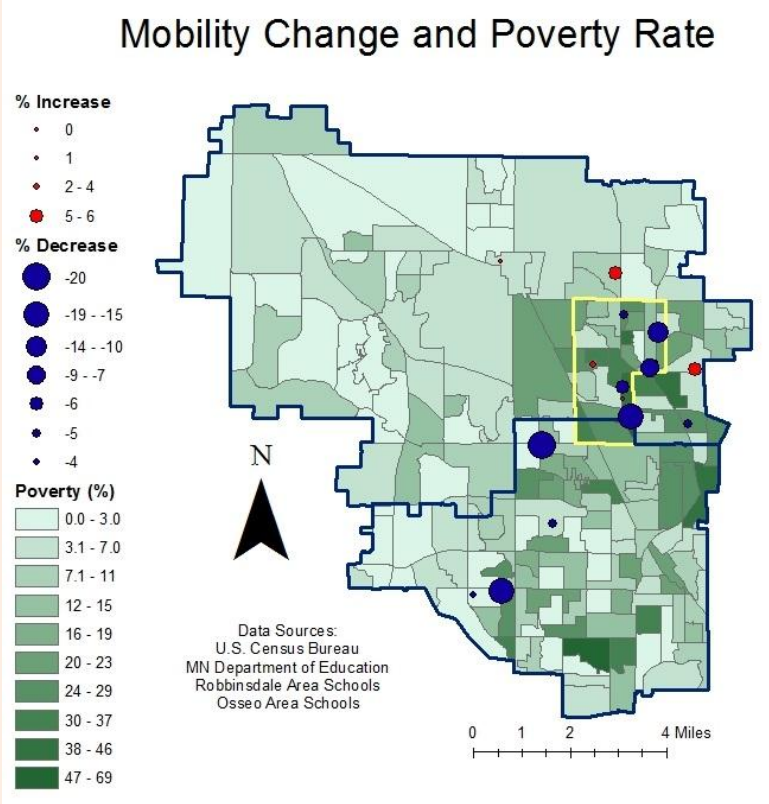 Mobility Change and Poverty Rate
% Increase
0
1
2 - 4
5 - 6
% Decrease
-20
-19 - -15
-14 - -10
-9 - -7
-6
-5
-4
Poverty (%)
0.0 - 3.0
3.1 - 7.0
7.1 - 11
12 - 15
16 - 19
20 - 23
24 - 29
30 - 37
38 - 46
47 - 69
N
Data Sources:
U.S. Census Bureau
MN Department of Education
Robbinsdale Area Schools
Osseo Area Schools
0 1 2 4 Miles